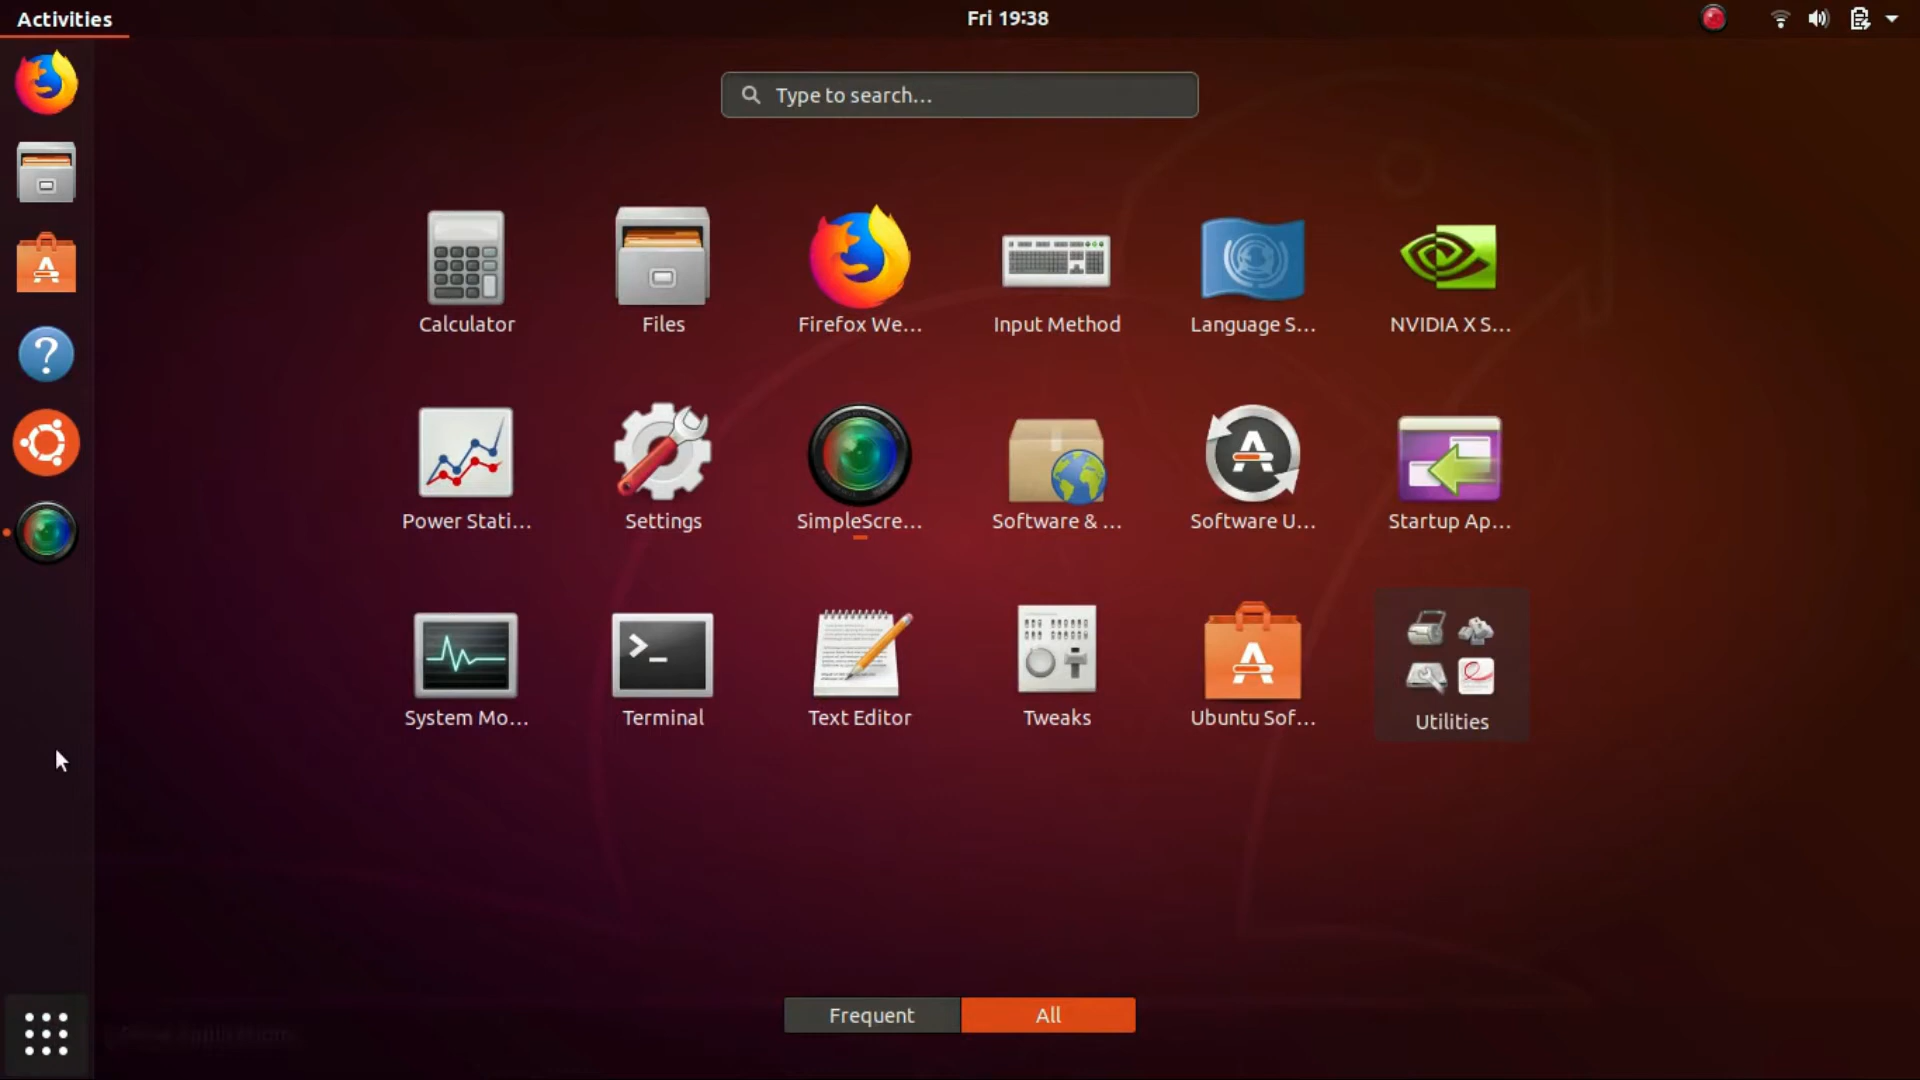 Activities
Fri 19:38
Type to search...
Calculator
Files
Firefox We...
Input Method
Language S...
NVIDIA X S...
Power Stati...
Settings
SimpleScre...
Software & ...
Software U...
Startup Ap...
System Mo...
Terminal
Text Editor
Tweaks
Ubuntu Sof...
Utilities
Frequent
All